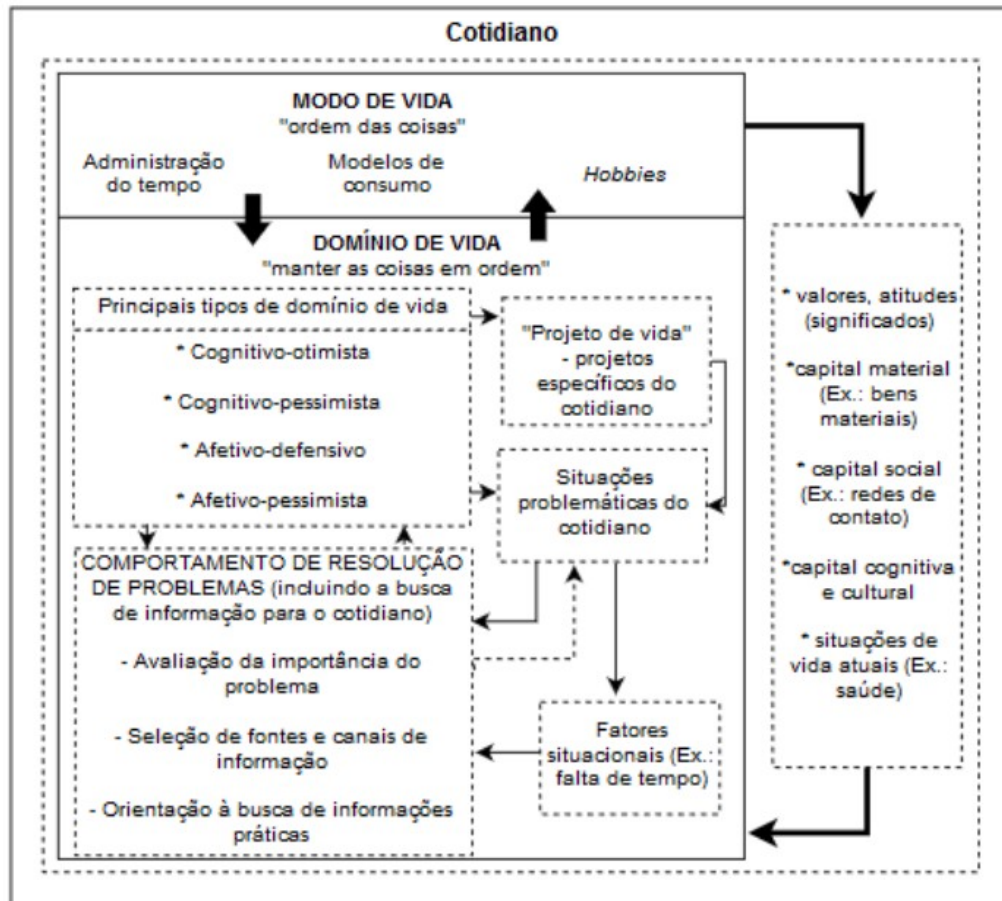 Cotidiano
MODO DE VIDA
"ordem das coisas"
Administração
do tempo
Modelos de
consumo
Hobbies
DOMÍNIO DE VIDA
"manter as coisas em ordem"
Principais tipos de domínio de vida
* Cognitivo-otimista
* Cognitivo-pessimista
* Afetivo-defensivo
* Afetivo-pessimista
"Projeto de vida"
- projetos
específicos do
cotidiano
Situações
problemáticas do
cotidiano
COMPORTAMENTO DE RESOLUÇÃO
DE PROBLEMAS (incluindo a busca
de informação para o cotidiano)
- Avaliação da importância do
problema
- Seleção de fontes e canais de
informação
- Orientação à busca de informações
práticas
Fatores
situacionais (Ex.:
falta de tempo)
* valores, atitudes
(significados)
*capital material
(Ex.: bens
materiais)
* capital social
(Ex.: redes de
contato)
*capital cognitiva
e cultural
* situações de
vida atuais (Ex.:
saúde)